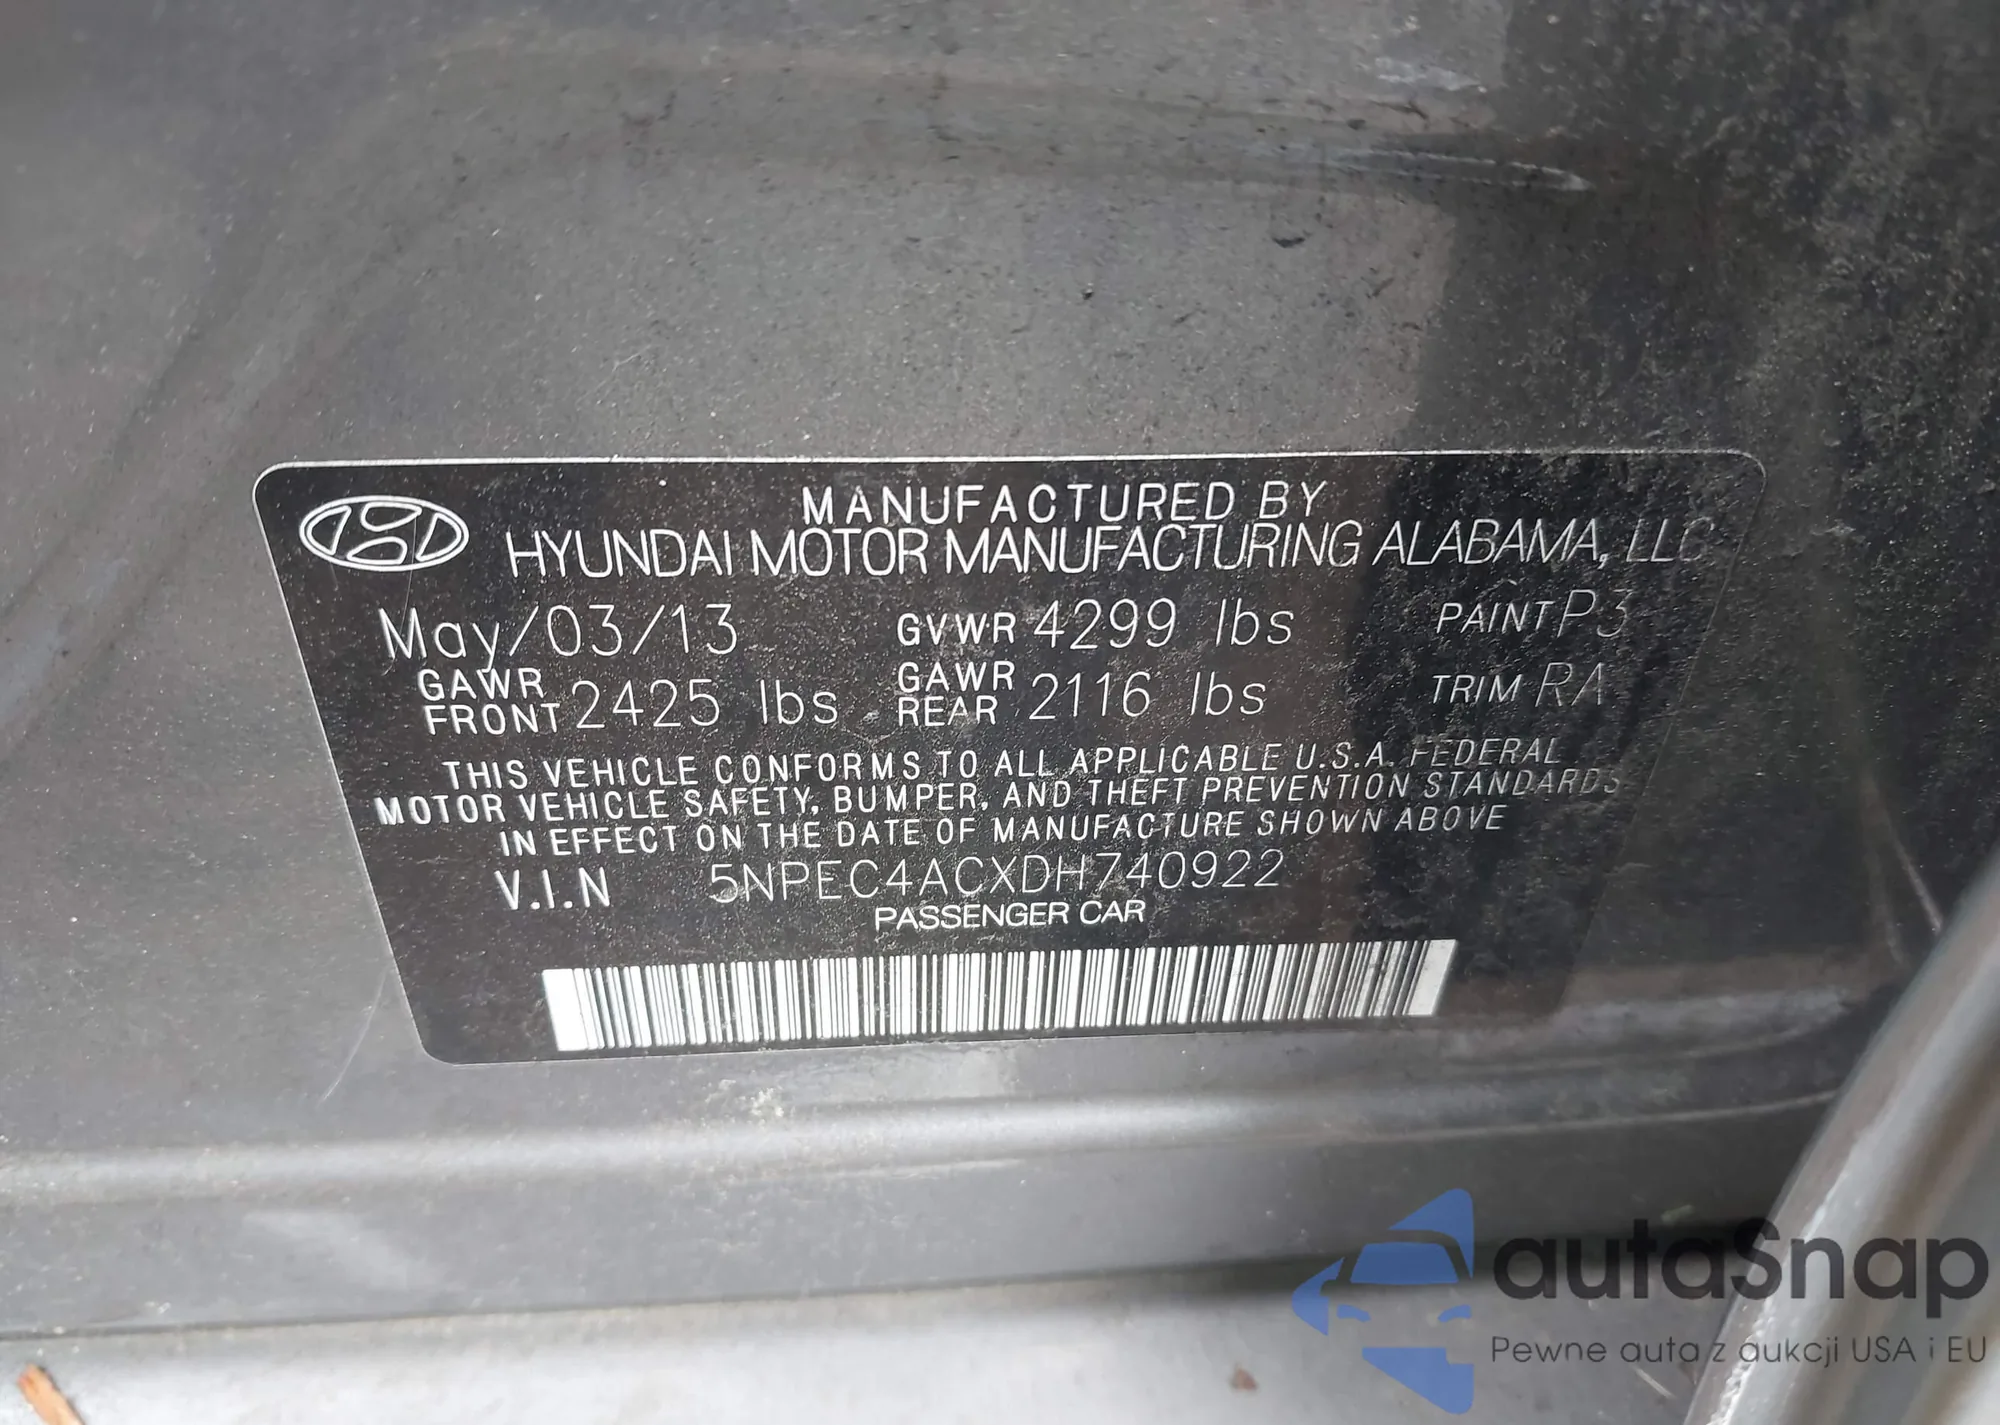 MANUFACTURED BY
HYUNDAI MOTOR MANUFACTURING ALABAMA, LLC
May/03/13 GVWR 4299 lbs PAINT P3
GAWR FRONT 2425 lbs GAWR REAR 2116 lbs TRIM RA
THIS VEHICLE CONFORMS TO ALL APPLICABLE U.S.A. FEDERAL
MOTOR VEHICLE SAFETY, BUMPER, AND THEFT PREVENTION STANDARDS
IN EFFECT ON THE DATE OF MANUFACTURE SHOWN ABOVE
V.I.N 5NPEC4ACXDH740922
PASSENGER CAR
autaSnap
Pewne auta z aukcji USA i EU